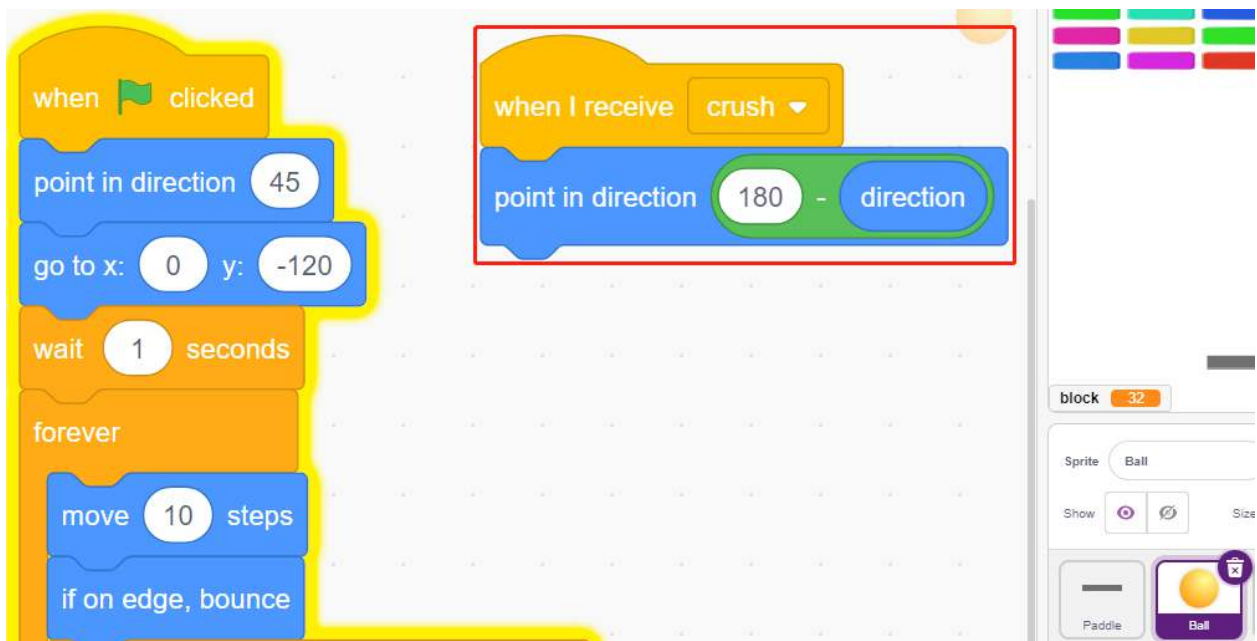 when clicked
point in direction 45
go to x: 0 y: -120
wait 1 seconds
forever
move 10 steps
if on edge, bounce
when I receive crush
point in direction 180 - direction
block 32
Sprite Ball
Show Size
Paddle
Ball